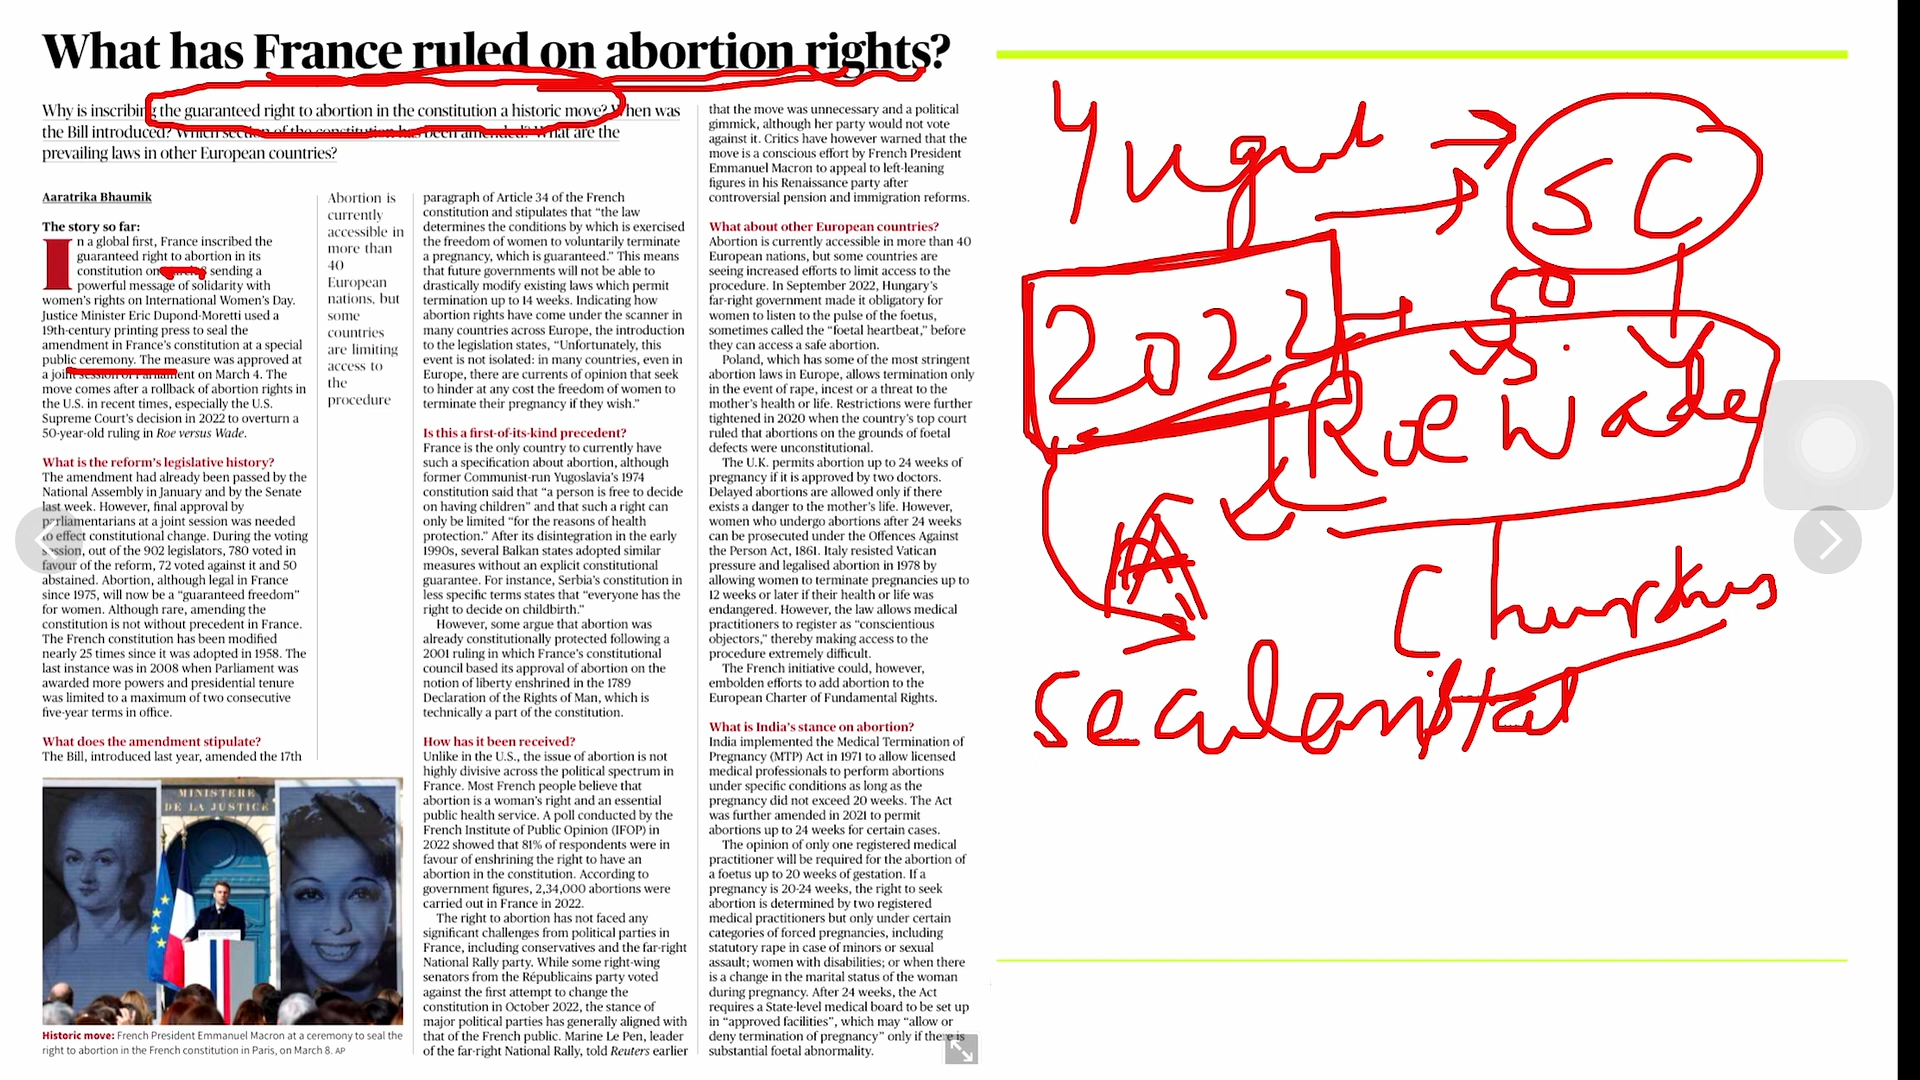 What has France ruled on abortion rights?
Why is inscribing the guaranteed right to abortion in the constitution a historic move? When was
the Bill introduced? Which section of the constitution has been amended? What are the
prevailing laws in other European countries?
Aaratrika Bhaumik
The story so far:
In a global first, France inscribed the
guaranteed right to abortion in its
constitution on sending a
powerful message of solidarity with
women's rights on International Women's Day.
Justice Minister Eric Dupond-Moretti used a
19th-century printing press to seal the
amendment in France's constitution at a special
public ceremony. The measure was approved at
a joint session of Parliament on March 4. The
move comes after a rollback of abortion rights in
the U.S. in recent times, especially the U.S.
Supreme Court's decision in 2022 to overturn a
50-year-old ruling in Roe versus Wade.
What is the reform's legislative history?
The amendment had already been passed by the
National Assembly in January and by the Senate
last week. However, final approval by
parliamentarians at a joint session was needed
to effect constitutional change. During the voting
session, out of the 902 legislators, 780 voted in
favour of the reform, 72 voted against it and 50
abstained. Abortion, although legal in France
since 1975, will now be a "guaranteed freedom"
for women. Although rare, amending the
constitution is not without precedent in France.
The French constitution has been modified
nearly 25 times since it was adopted in 1958. The
last instance was in 2008 when Parliament was
awarded more powers and presidential tenure
was limited to a maximum of two consecutive
five-year terms in office.
What does the amendment stipulate?
The Bill, introduced last year, amended the 17th
Abortion is
currently
accessible in
more than
40
European
nations, but
some
countries
are limiting
access to
the
procedure
MINISTERE
DE LA JUSTICE
Historic move: French President Emmanuel Macron at a ceremony to seal the
right to abortion in the French constitution in Paris, on March 8. AP
paragraph of Article 34 of the French
constitution and stipulates that "the law
determines the conditions by which is exercised
the freedom of women to voluntarily terminate
a pregnancy, which is guaranteed." This means
that future governments will not be able to
drastically modify existing laws which permit
termination up to 14 weeks. Indicating how
abortion rights have come under the scanner in
many countries across Europe, the introduction
to the legislation states, "Unfortunately, this
event is not isolated: in many countries, even in
Europe, there are currents of opinion that seek
to hinder at any cost the freedom of women to
terminate their pregnancy if they wish."
Is this a first-of-its-kind precedent?
France is the only country to currently have
such a specification about abortion, although
former Communist-run Yugoslavia's 1974
constitution said that "a person is free to decide
on having children" and that such a right can
only be limited "for the reasons of health
protection." After its disintegration in the early
1990s, several Balkan states adopted similar
measures without an explicit constitutional
guarantee. For instance, Serbia's constitution in
less specific terms states that "everyone has the
right to decide on childbirth."
However, some argue that abortion was
already constitutionally protected following a
2001 ruling in which France's constitutional
council based its approval of abortion on the
notion of liberty enshrined in the 1789
Declaration of the Rights of Man, which is
technically a part of the constitution.
How has it been received?
Unlike in the U.S., the issue of abortion is not
highly divisive across the political spectrum in
France. Most French people believe that
abortion is a woman's right and an essential
public health service. A poll conducted by the
French Institute of Public Opinion (IFOP) in
2022 showed that 81% of respondents were in
favour of enshrining the right to have an
abortion in the constitution. According to
government figures, 2,34,000 abortions were
carried out in France in 2022.
The right to abortion has not faced any
significant challenges from political parties in
France, including conservatives and the far-right
National Rally party. While some right-wing
senators from the Républicains party voted
against the first attempt to change the
constitution in October 2022, the stance of
major political parties has generally aligned with
that of the French public. Marine Le Pen, leader
of the far-right National Rally, told Reuters earlier
that the move was unnecessary and a political
gimmick, although her party would not vote
against it. Critics have however warned that the
move is a conscious effort by French President
Emmanuel Macron to appeal to left-leaning
figures in his Renaissance party after
controversial pension and immigration reforms.
What about other European countries?
Abortion is currently accessible in more than 40
European nations, but some countries are
seeing increased efforts to limit access to the
procedure. In September 2022, Hungary's
far-right government made it obligatory for
women to listen to the pulse of the foetus,
sometimes called the "foetal heartbeat," before
they can access a safe abortion.
Poland, which has some of the most stringent
abortion laws in Europe, allows termination only
in the event of rape, incest or a threat to the
mother's health or life. Restrictions were further
tightened in 2020 when the country's top court
ruled that abortions on the grounds of foetal
defects were unconstitutional.
The U.K. permits abortion up to 24 weeks of
pregnancy if it is approved by two doctors.
Delayed abortions are allowed only if there
exists a danger to the mother's life. However,
women who undergo abortions after 24 weeks
can be prosecuted under the Offences Against
the Person Act, 1861. Italy resisted Vatican
pressure and legalised abortion in 1978 by
allowing women to terminate pregnancies up to
12 weeks or later if their health or life was
endangered. However, the law allows medical
practitioners to register as "conscientious
objectors," thereby making access to the
procedure extremely difficult.
The French initiative could, however,
embolden efforts to add abortion to the
European Charter of Fundamental Rights.
What is India's stance on abortion?
India implemented the Medical Termination of
Pregnancy (MTP) Act in 1971 to allow licensed
medical professionals to perform abortions
under specific conditions as long as the
pregnancy did not exceed 20 weeks. The Act
was further amended in 2021 to permit
abortions up to 24 weeks for certain cases.
The opinion of only one registered medical
practitioner will be required for the abortion of
a foetus up to 20 weeks of gestation. If a
pregnancy is 20-24 weeks, the right to seek
abortion is determined by two registered
medical practitioners but only under certain
categories of forced pregnancies, including
statutory rape in case of minors or sexual
assault; women with disabilities; or when there
is a change in the marital status of the woman
during pregnancy. After 24 weeks, the Act
requires a State-level medical board to be set up
in "approved facilities", which may "allow or
deny termination of pregnancy" only if there is
substantial foetal abnormality.
SC
2022
50
Roe vs. Wade